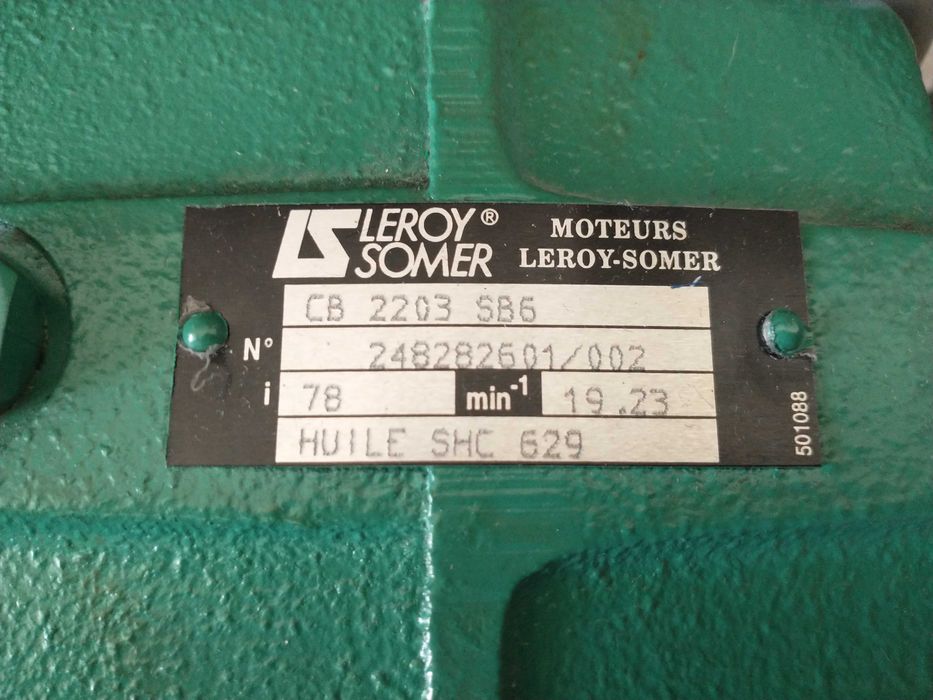 LEROY®
SOMER
MOTEURS
LEROY-SOMER
CB 2203 SB6
N° 248282601/002
i 78 min-1 19.23
HUILE SHC 629
501088